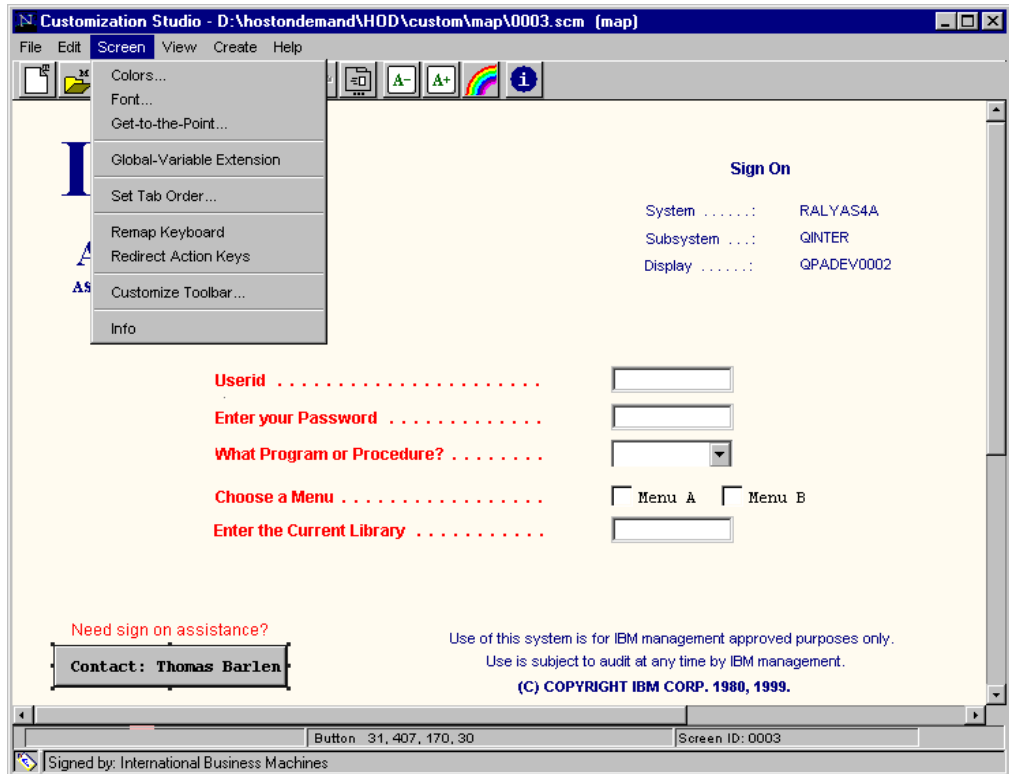 Customization Studio - D:\hostondemand\HOD\custom\map\0003.scm (map)
File Edit Screen View Create Help
A- A+ i
Colors...
Font...
Get-to-the-Point...
Global-Variable Extension
Set Tab Order...
Remap Keyboard
Redirect Action Keys
Customize Toolbar...
Info
I
A
AS
Sign On
System ......: RALYAS4A
Subsystem ...: QINTER
Display ......: QPADEV0002
Userid . . . . . . . . . . . . . . . . . . . . . .
Enter your Password . . . . . . . . . . . . .
What Program or Procedure? . . . . . . . .
Choose a Menu . . . . . . . . . . . . . . . . . Menu A Menu B
Enter the Current Library . . . . . . . . . . .
Need sign on assistance?
Contact: Thomas Barlen
Use of this system is for IBM management approved purposes only.
Use is subject to audit at any time by IBM management.
(C) COPYRIGHT IBM CORP. 1980, 1999.
Button 31, 407, 170, 30 Screen ID: 0003
Signed by: International Business Machines